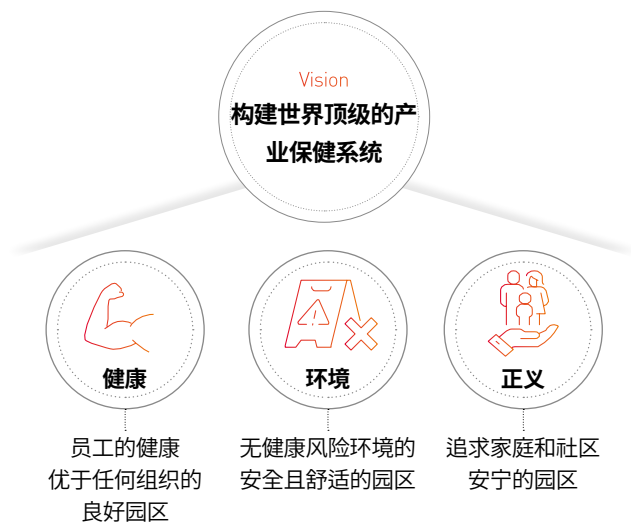 Vision
构建世界顶级的产
业保健系统
健康
环境
正义
员工的健康
优于任何组织的
良好园区
无健康风险环境的
安全且舒适的园区
追求家庭和社区
安宁的园区